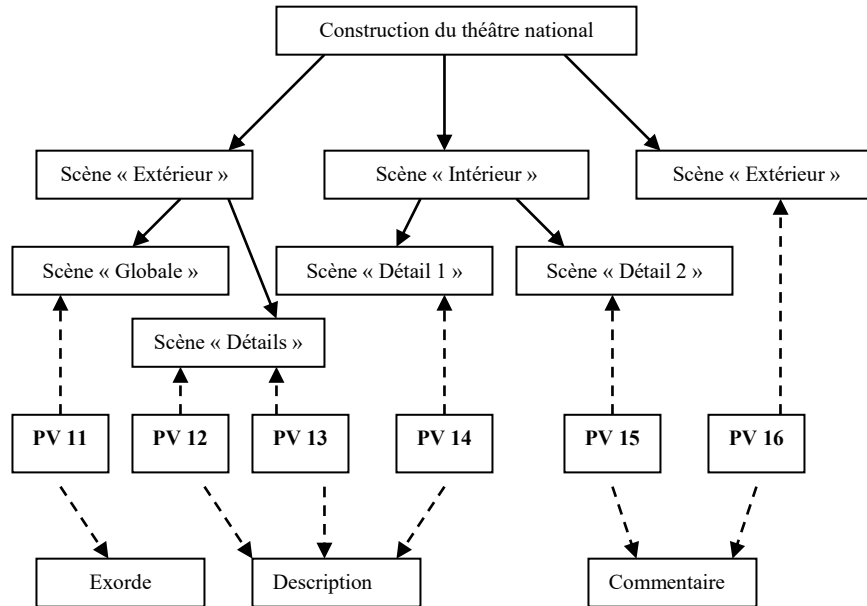 Construction du théâtre national
Scène « Extérieur »
Scène « Intérieur »
Scène « Extérieur »
Scène « Globale »
Scène « Détail 1 »
Scène « Détail 2 »
Scène « Détails »
PV 11
PV 12
PV 13
PV 14
PV 15
PV 16
Exorde
Description
Commentaire